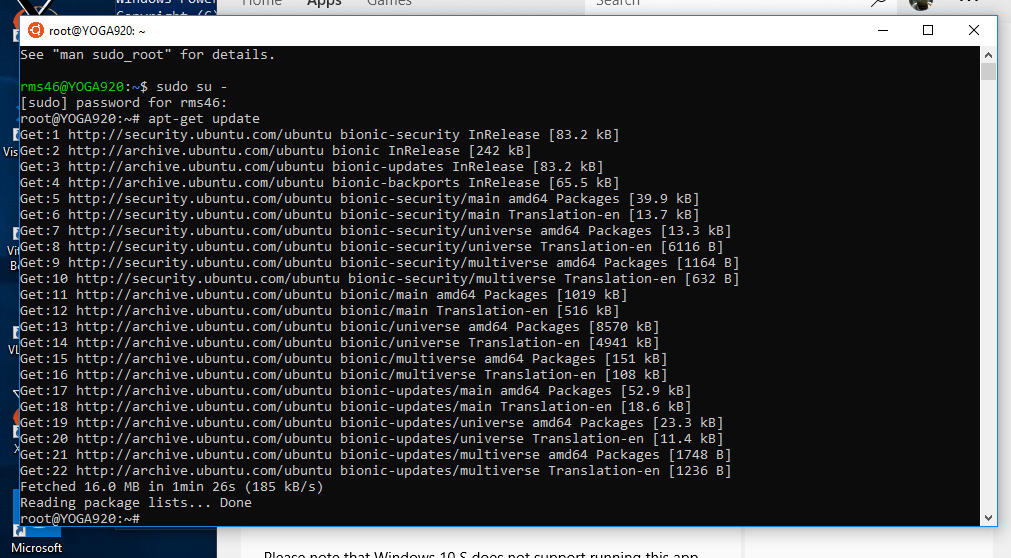 Home Apps Games Search
Windows Power
Copyright (C)
root@YOGA920: ~
See "man sudo_root" for details.
rms46@YOGA920:~$ sudo su -
[sudo] password for rms46:
root@YOGA920:~# apt-get update
Get:1 http://security.ubuntu.com/ubuntu bionic-security InRelease [83.2 kB]
Get:2 http://archive.ubuntu.com/ubuntu bionic InRelease [242 kB]
Get:3 http://archive.ubuntu.com/ubuntu bionic-updates InRelease [83.2 kB]
Get:4 http://archive.ubuntu.com/ubuntu bionic-backports InRelease [65.5 kB]
Get:5 http://security.ubuntu.com/ubuntu bionic-security/main amd64 Packages [39.9 kB]
Get:6 http://security.ubuntu.com/ubuntu bionic-security/main Translation-en [13.7 kB]
Get:7 http://security.ubuntu.com/ubuntu bionic-security/universe amd64 Packages [13.3 kB]
Get:8 http://security.ubuntu.com/ubuntu bionic-security/universe Translation-en [6116 B]
Get:9 http://security.ubuntu.com/ubuntu bionic-security/multiverse amd64 Packages [1164 B]
Get:10 http://security.ubuntu.com/ubuntu bionic-security/multiverse Translation-en [632 B]
Get:11 http://archive.ubuntu.com/ubuntu bionic/main amd64 Packages [1019 kB]
Get:12 http://archive.ubuntu.com/ubuntu bionic/main Translation-en [516 kB]
Get:13 http://archive.ubuntu.com/ubuntu bionic/universe amd64 Packages [8570 kB]
Get:14 http://archive.ubuntu.com/ubuntu bionic/universe Translation-en [4941 kB]
Get:15 http://archive.ubuntu.com/ubuntu bionic/multiverse amd64 Packages [151 kB]
Get:16 http://archive.ubuntu.com/ubuntu bionic/multiverse Translation-en [108 kB]
Get:17 http://archive.ubuntu.com/ubuntu bionic-updates/main amd64 Packages [52.9 kB]
Get:18 http://archive.ubuntu.com/ubuntu bionic-updates/main Translation-en [18.6 kB]
Get:19 http://archive.ubuntu.com/ubuntu bionic-updates/universe amd64 Packages [23.3 kB]
Get:20 http://archive.ubuntu.com/ubuntu bionic-updates/universe Translation-en [11.4 kB]
Get:21 http://archive.ubuntu.com/ubuntu bionic-updates/multiverse amd64 Packages [1748 B]
Get:22 http://archive.ubuntu.com/ubuntu bionic-updates/multiverse Translation-en [1236 B]
Fetched 16.0 MB in 1min 26s (185 kB/s)
Reading package lists... Done
root@YOGA920:~#
Microsoft
Please note that Windows 10 S does not support running this app